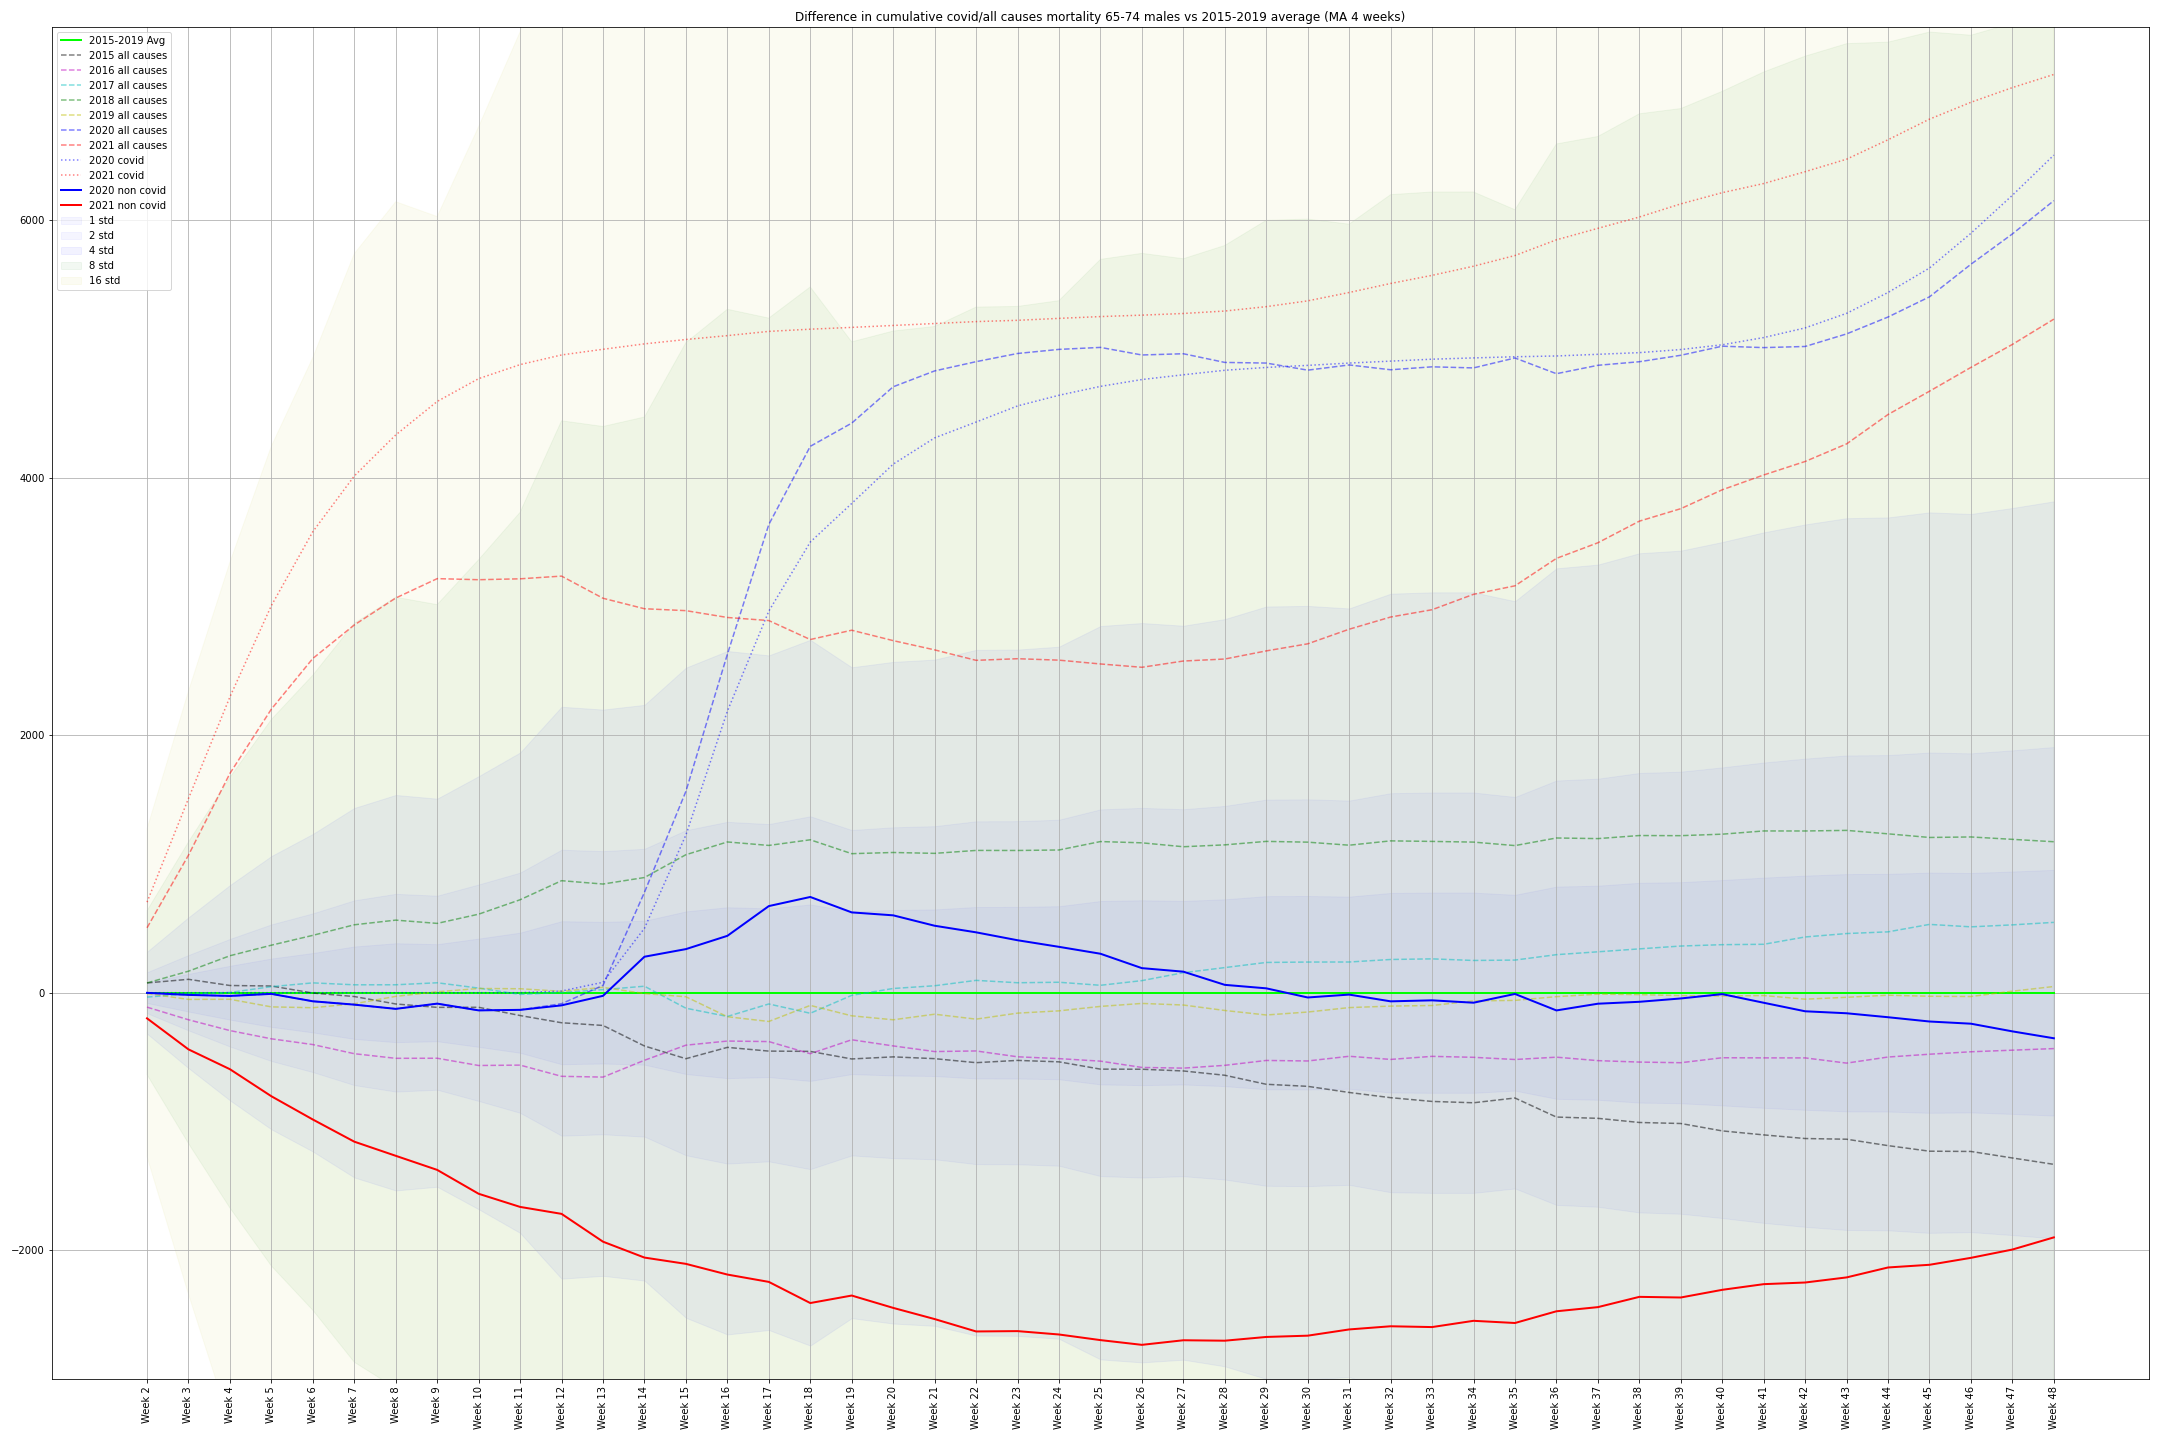 Difference in cumulative covid/all causes mortality 65-74 males vs 2015-2019 average (MA 4 weeks)
2015-2019 Avg
2015 all causes
2016 all causes
2017 all causes
2018 all causes
2019 all causes
2020 all causes
2021 all causes
2020 covid
2021 covid
2020 non covid
2021 non covid
1 std
2 std
4 std
8 std
16 std
6000
4000
2000
0
−2000
Week 2
Week 3
Week 4
Week 5
Week 6
Week 7
Week 8
Week 9
Week 10
Week 11
Week 12
Week 13
Week 14
Week 15
Week 16
Week 17
Week 18
Week 19
Week 20
Week 21
Week 22
Week 23
Week 24
Week 25
Week 26
Week 27
Week 28
Week 29
Week 30
Week 31
Week 32
Week 33
Week 34
Week 35
Week 36
Week 37
Week 38
Week 39
Week 40
Week 41
Week 42
Week 43
Week 44
Week 45
Week 46
Week 47
Week 48